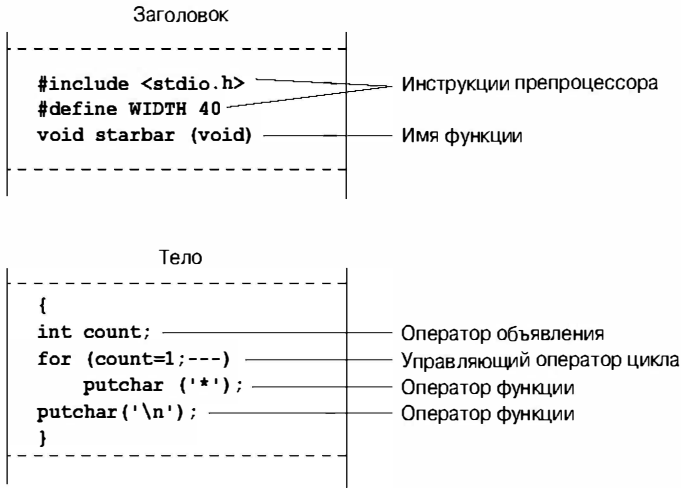 Заголовок
#include <stdio.h> Инструкции препроцессора
#define WIDTH 40
void starbar (void) Имя функции
Тело
{
int count; Оператор объявления
for (count=1;---) Управляющий оператор цикла
putchar ('*'); Оператор функции
putchar('\n'); Оператор функции
}